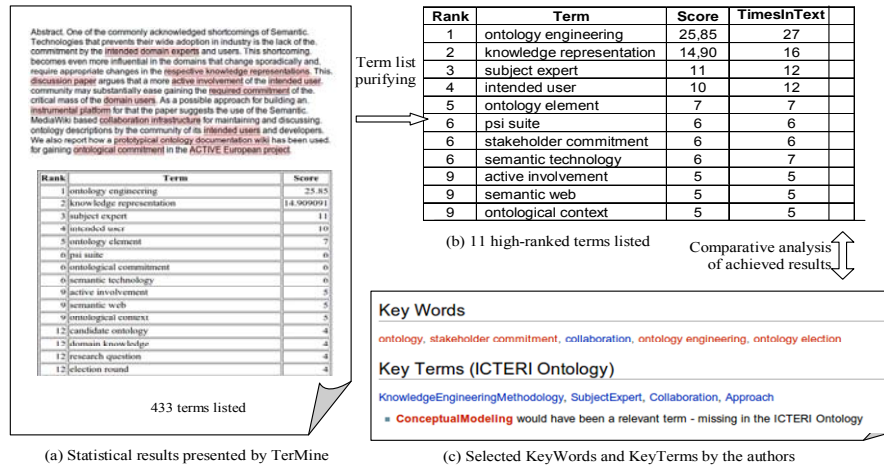 Abstract. One of the commonly acknowledged shortcomings of Semantic.
Technologies that prevents their wide adoption in industry is the lack of the.
commitment by the intended domain experts and users. This shortcoming.
becomes even more influential in the domains that change sporadically and,
require appropriate changes in the respective knowledge representations. This.
discussion paper argues that a more active involvement of the intended user.
community may substantially ease gaining the required commitment of the.
critical mass of the domain users. As a possible approach for building an.
instrumental platform for that the paper suggests the use of the Semantic.
MediaWiki based collaboration infrastructure for maintaining and discussing.
ontology descriptions by the community of its intended users and developers.
We also report how a prototypical ontology documentation wiki has been used.
for gaining ontological commitment in the ACTIVE European project.
Rank Term Score
1 ontology engineering 25.85
2 knowledge representation 14.909091
3 subject expert 11
4 intended user 10
5 ontology element 7
6 psi suite 6
6 ontological commitment 6
6 semantic technology 6
9 active involvement 5
9 semantic web 5
9 ontological context 5
12 candidate ontology 4
12 domain knowledge 4
12 research question 4
12 election round 4
433 terms listed
(a) Statistical results presented by TerMine
Term list
purifying
Rank Term Score TimesInText
1 ontology engineering 25,85 27
2 knowledge representation 14,90 16
3 subject expert 11 12
4 intended user 10 12
5 ontology element 7 7
6 psi suite 6 6
6 stakeholder commitment 6 6
6 semantic technology 6 7
9 active involvement 5 5
9 semantic web 5 5
9 ontological context 5 5
(b) 11 high-ranked terms listed
Comparative analysis
of achieved results
Key Words
ontology, stakeholder commitment, collaboration, ontology engineering, ontology election
Key Terms (ICTERI Ontology)
KnowledgeEngineeringMethodology, SubjectExpert, Collaboration, Approach
ConceptualModeling would have been a relevant term - missing in the ICTERI Ontology
(c) Selected KeyWords and KeyTerms by the authors